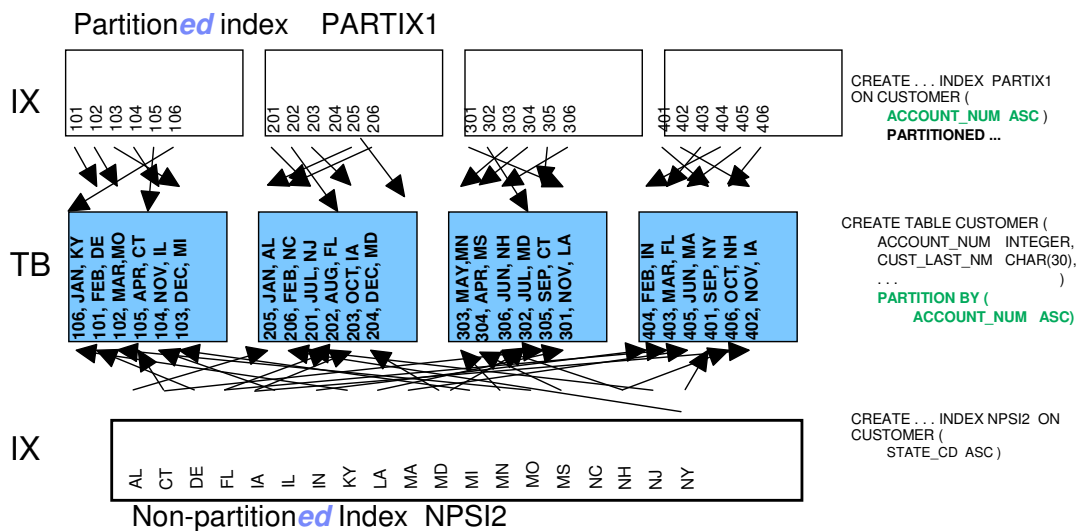 Partitioned index PARTIX1
IX
101
102
103
104
105
106
201
202
203
204
205
206
301
302
303
304
305
306
401
402
403
404
405
406
CREATE . . . INDEX PARTIX1
ON CUSTOMER (
ACCOUNT_NUM ASC )
PARTITIONED ...
TB
106, JAN, KY
101, FEB, DE
102, MAR,MO
105, APR, CT
104, NOV, IL
103, DEC, MI
205, JAN, AL
206, FEB, NC
201, JUL, NJ
202, AUG, FL
203, OCT, IA
204, DEC, MD
303, MAY,MN
304, APR, MS
306, JUN, NH
302, JUL, MD
305, SEP, CT
301, NOV, LA
404, FEB, IN
403, MAR, FL
405, JUN, MA
401, SEP, NY
406, OCT, NH
402, NOV, IA
CREATE TABLE CUSTOMER (
ACCOUNT_NUM INTEGER,
CUST_LAST_NM CHAR(30),
. . . )
PARTITION BY (
ACCOUNT_NUM ASC)
IX
AL
CT
DE
FL
IA
IL
IN
KY
LA
MA
MD
MI
MN
MO
MS
NC
NH
NJ
NY
CREATE . . . INDEX NPSI2 ON
CUSTOMER (
STATE_CD ASC )
Non-partitioned Index NPSI2